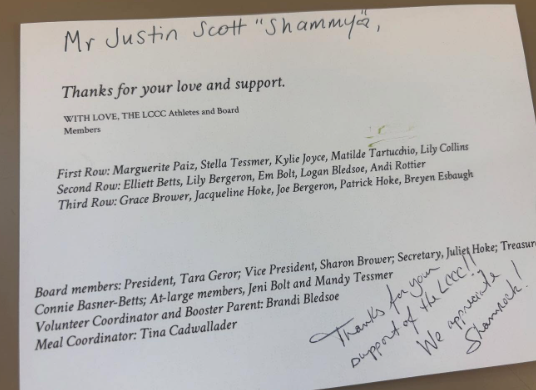 Mr Justin Scott "Shammy's",
Thanks for your love and support.
WITH LOVE, THE LCCC Athletes and Board
Members
First Row: Marguerite Paiz, Stella Tessmer, Kylie Joyce, Matilde Tartucchio, Lily Collins
Second Row: Elliett Betts, Lily Bergeron, Em Bolt, Logan Bledsoe, Andi Rottier
Third Row: Grace Brower, Jacqueline Hoke, Joe Bergeron, Patrick Hoke, Breyen Esbaugh
Board members: President, Tara Geror; Vice President, Sharon Brower; Secretary, Juliet Hoke; Treasur
Connie Basner-Betts; At-large members, Jeni Bolt and Mandy Tessmer
Volunteer Coordinator and Booster Parent: Brandi Bledsoe
Meal Coordinator: Tina Cadwallader
Thanks for your
support of the LCCC!!
We appreciate
Shamrock!